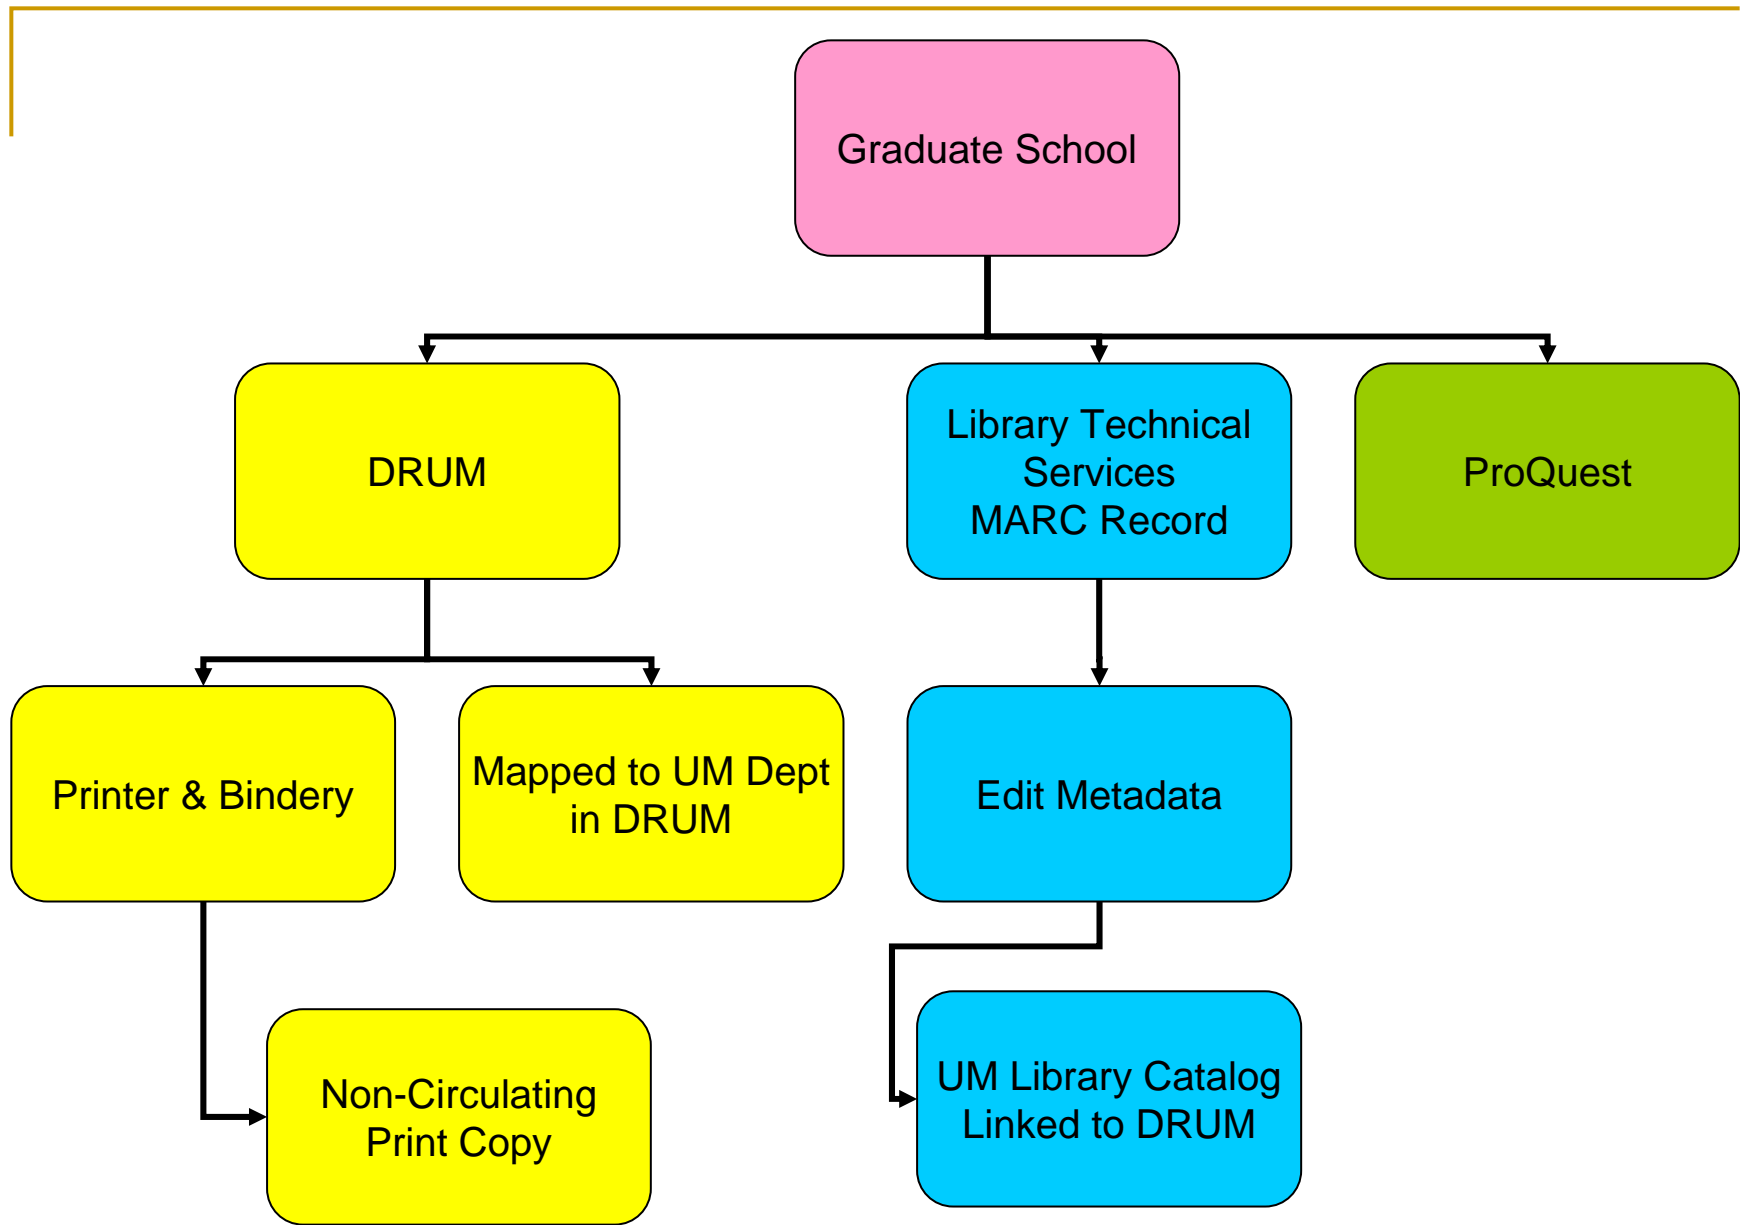 Graduate School
DRUM
Library Technical
Services
MARC Record
ProQuest
Printer & Bindery
Mapped to UM Dept
in DRUM
Edit Metadata
Non-Circulating
Print Copy
UM Library Catalog
Linked to DRUM